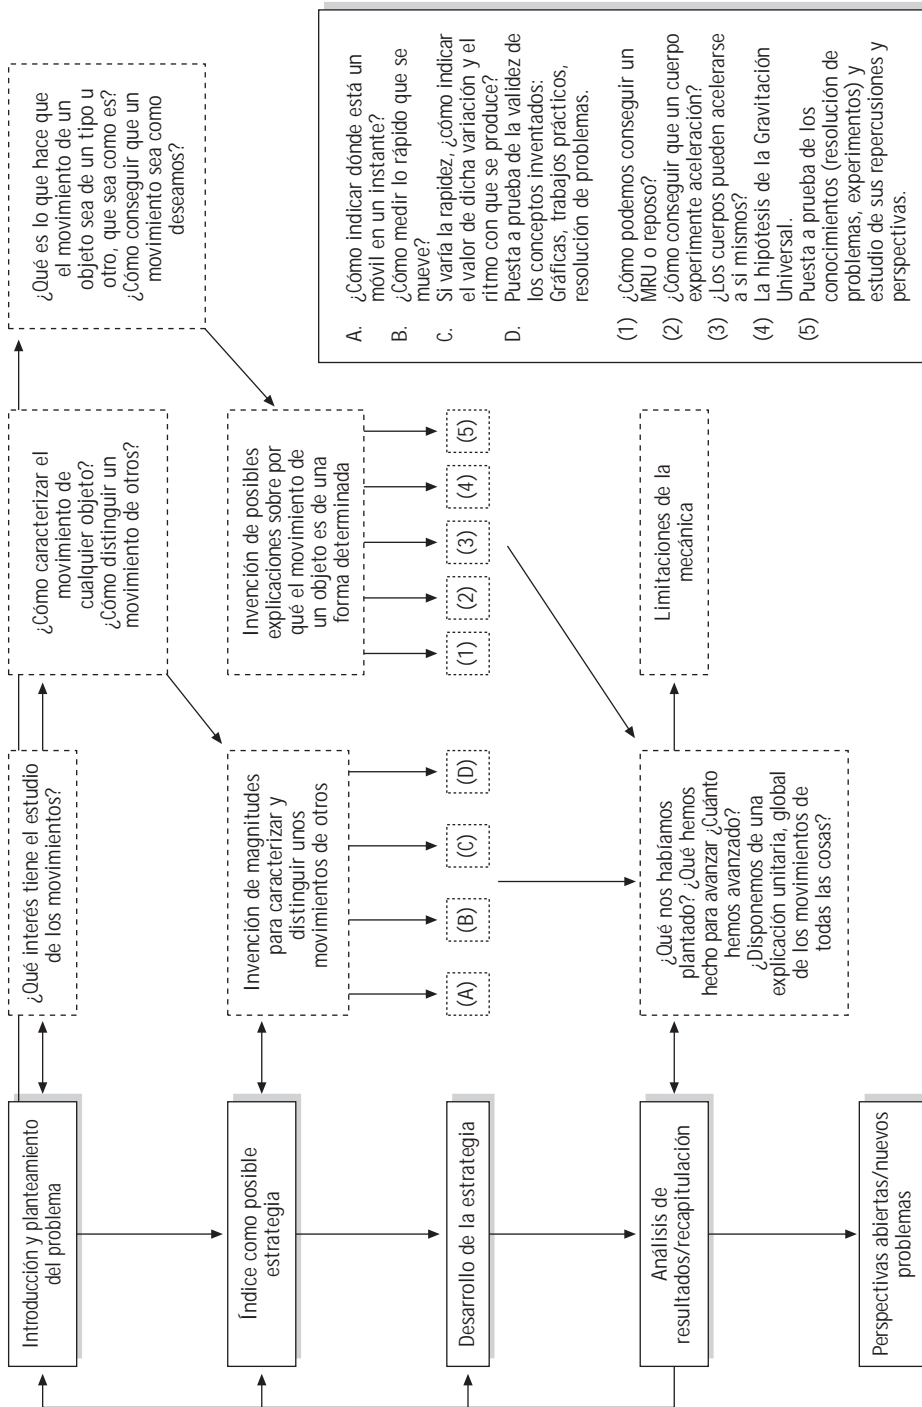 Introducción y planteamiento
del problema
¿Qué interés tiene el estudio
de los movimientos?
¿Cómo caracterizar el
movimiento de
cualquier objeto?
¿Cómo distinguir un
movimiento de otros?
¿Qué es lo que hace que
el movimiento de un
objeto sea de un tipo u
otro, que sea como es?
¿Cómo conseguir que un
movimiento sea como
deseamos?
Índice como posible
estrategia
Invención de magnitudes
para caracterizar y
distinguir unos
movimientos de otros
Invención de posibles
explicaciones sobre por
qué el movimiento de
un objeto es de una
forma determinada
Desarrollo de la estrategia
(A)
(B)
(C)
(D)
(1)
(2)
(3)
(4)
(5)
Análisis de
resultados/recapitulación
¿Qué nos habíamos
plantado? ¿Qué hemos
hecho para avanzar ¿Cuánto
hemos avanzado?
¿Disponemos de una
explicación unitaria, global
de los movimientos de
todas las cosas?
Limitaciones de la
mecánica
Perspectivas abiertas/nuevos
problemas
A. ¿Cómo indicar dónde está un
móvil en un instante?
B. ¿Cómo medir lo rápido que se
mueve?
C. Si varía la rapidez, ¿cómo indicar
el valor de dicha variación y el
ritmo con que se produce?
D. Puesta a prueba de la validez de
los conceptos inventados:
Gráficas, trabajos prácticos,
resolución de problemas.
(1) ¿Cómo podemos conseguir un
MRU o reposo?
(2) ¿Cómo conseguir que un cuerpo
experimente aceleración?
(3) ¿Los cuerpos pueden acelerarse
a si mismos?
(4) La hipótesis de la Gravitación
Universal.
(5) Puesta a prueba de los
conocimientos (resolución de
problemas, experimentos) y
estudio de sus repercusiones y
perspectivas.